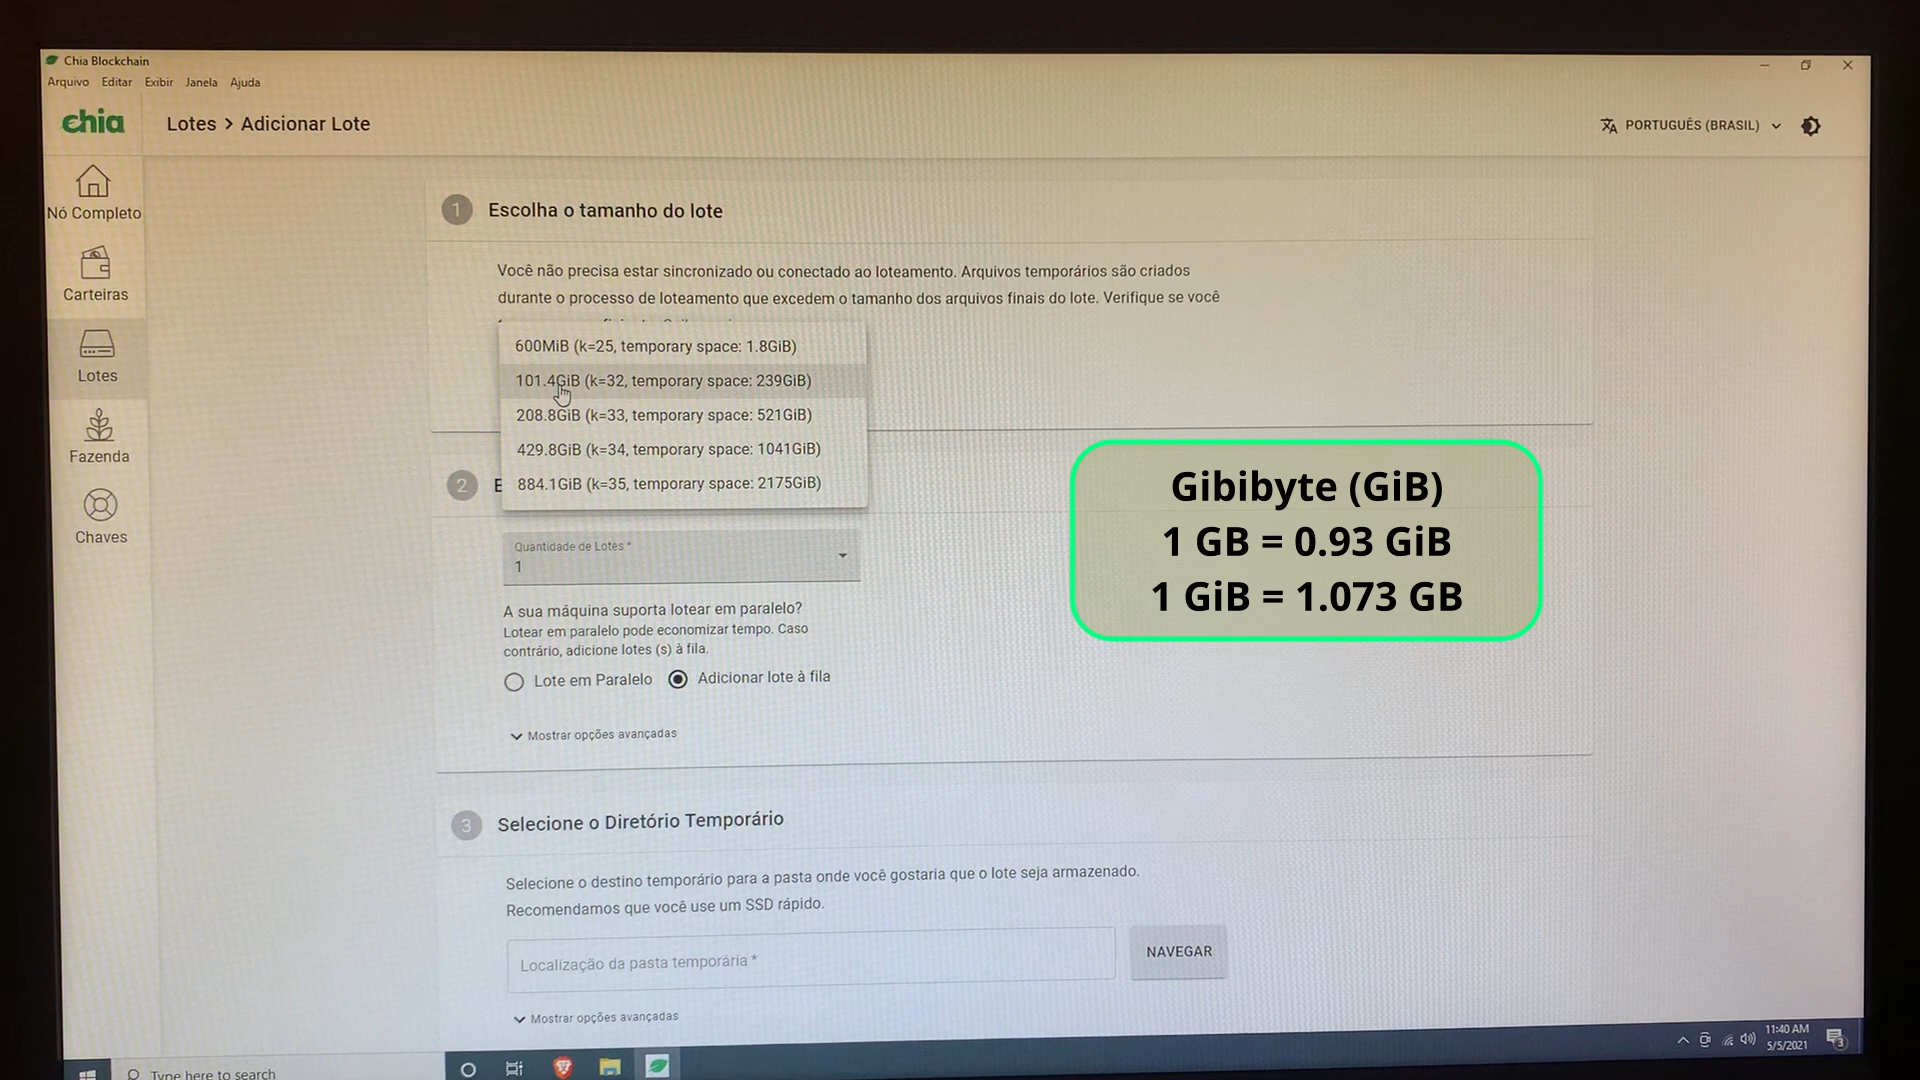 Chia Blockchain
Arquivo Editar Exibir Janela Ajuda
chia
Lotes > Adicionar Lote
PORTUGUÊS (BRASIL)
Nó Completo
Carteiras
Lotes
Fazenda
Chaves
1 Escolha o tamanho do lote
Você não precisa estar sincronizado ou conectado ao loteamento. Arquivos temporários são criados
durante o processo de loteamento que excedem o tamanho dos arquivos finais do lote. Verifique se você
600MiB (k=25, temporary space: 1.8GiB)
101.4GiB (k=32, temporary space: 239GiB)
208.8GiB (k=33, temporary space: 521GiB)
429.8GiB (k=34, temporary space: 1041GiB)
884.1GiB (k=35, temporary space: 2175GiB)
2 E
Quantidade de Lotes *
1
A sua máquina suporta lotear em paralelo?
Lotear em paralelo pode economizar tempo. Caso
contrário, adicione lotes (s) à fila.
Lote em Paralelo Adicionar lote à fila
Mostrar opções avançadas
Gibibyte (GiB)
1 GB = 0.93 GiB
1 GiB = 1.073 GB
3 Selecione o Diretório Temporário
Selecione o destino temporário para a pasta onde você gostaria que o lote seja armazenado.
Recomendamos que você use um SSD rápido.
Localização da pasta temporária *
NAVEGAR
Mostrar opções avançadas
Type here to search
11:40 AM
5/5/2021
3